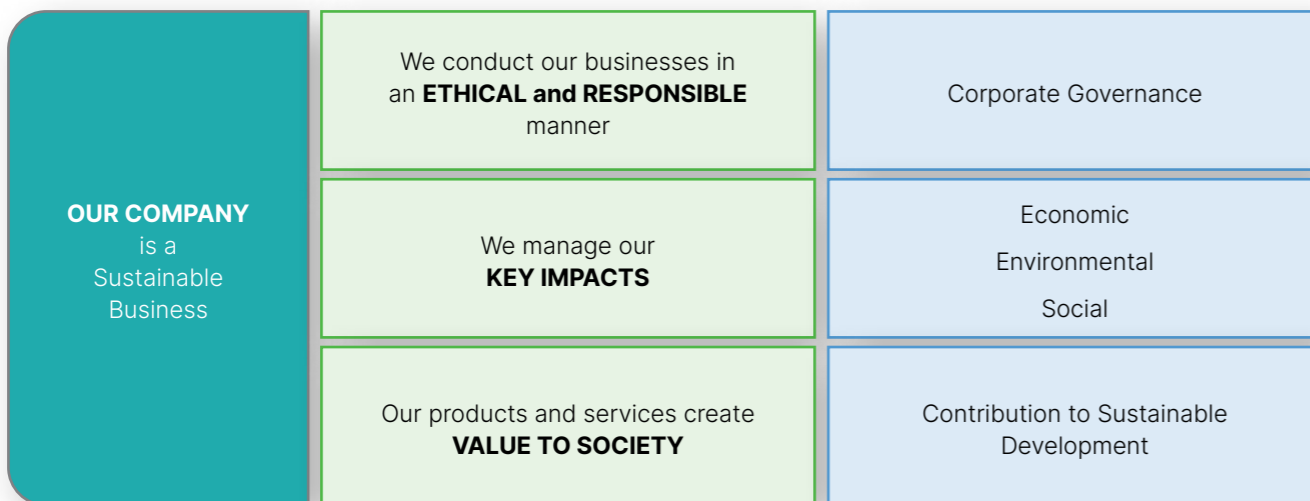 OUR COMPANY
is a
Sustainable
Business
We conduct our businesses in
an ETHICAL and RESPONSIBLE
manner
Corporate Governance
We manage our
KEY IMPACTS
Economic
Environmental
Social
Our products and services create
VALUE TO SOCIETY
Contribution to Sustainable
Development